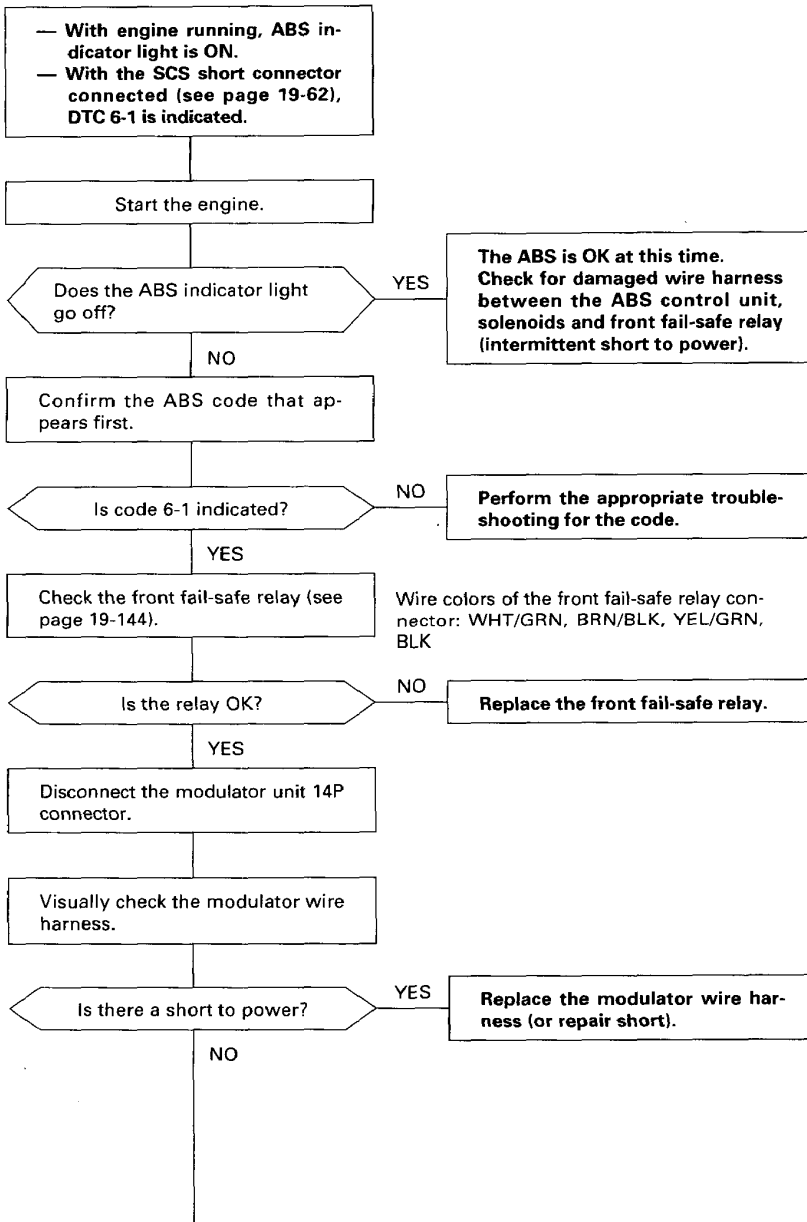 — With engine running, ABS in-
dicator light is ON.
— With the SCS short connector
connected (see page 19-62),
DTC 6-1 is indicated.
Start the engine.
Does the ABS indicator light
go off?
YES
The ABS is OK at this time.
Check for damaged wire harness
between the ABS control unit,
solenoids and front fail-safe relay
(intermittent short to power).
NO
Confirm the ABS code that ap-
pears first.
Is code 6-1 indicated?
NO
Perform the appropriate trouble-
shooting for the code.
YES
Check the front fail-safe relay (see
page 19-144).
Wire colors of the front fail-safe relay con-
nector: WHT/GRN, BRN/BLK, YEL/GRN,
BLK
Is the relay OK?
NO
Replace the front fail-safe relay.
YES
Disconnect the modulator unit 14P
connector.
Visually check the modulator wire
harness.
Is there a short to power?
YES
Replace the modulator wire har-
ness (or repair short).
NO